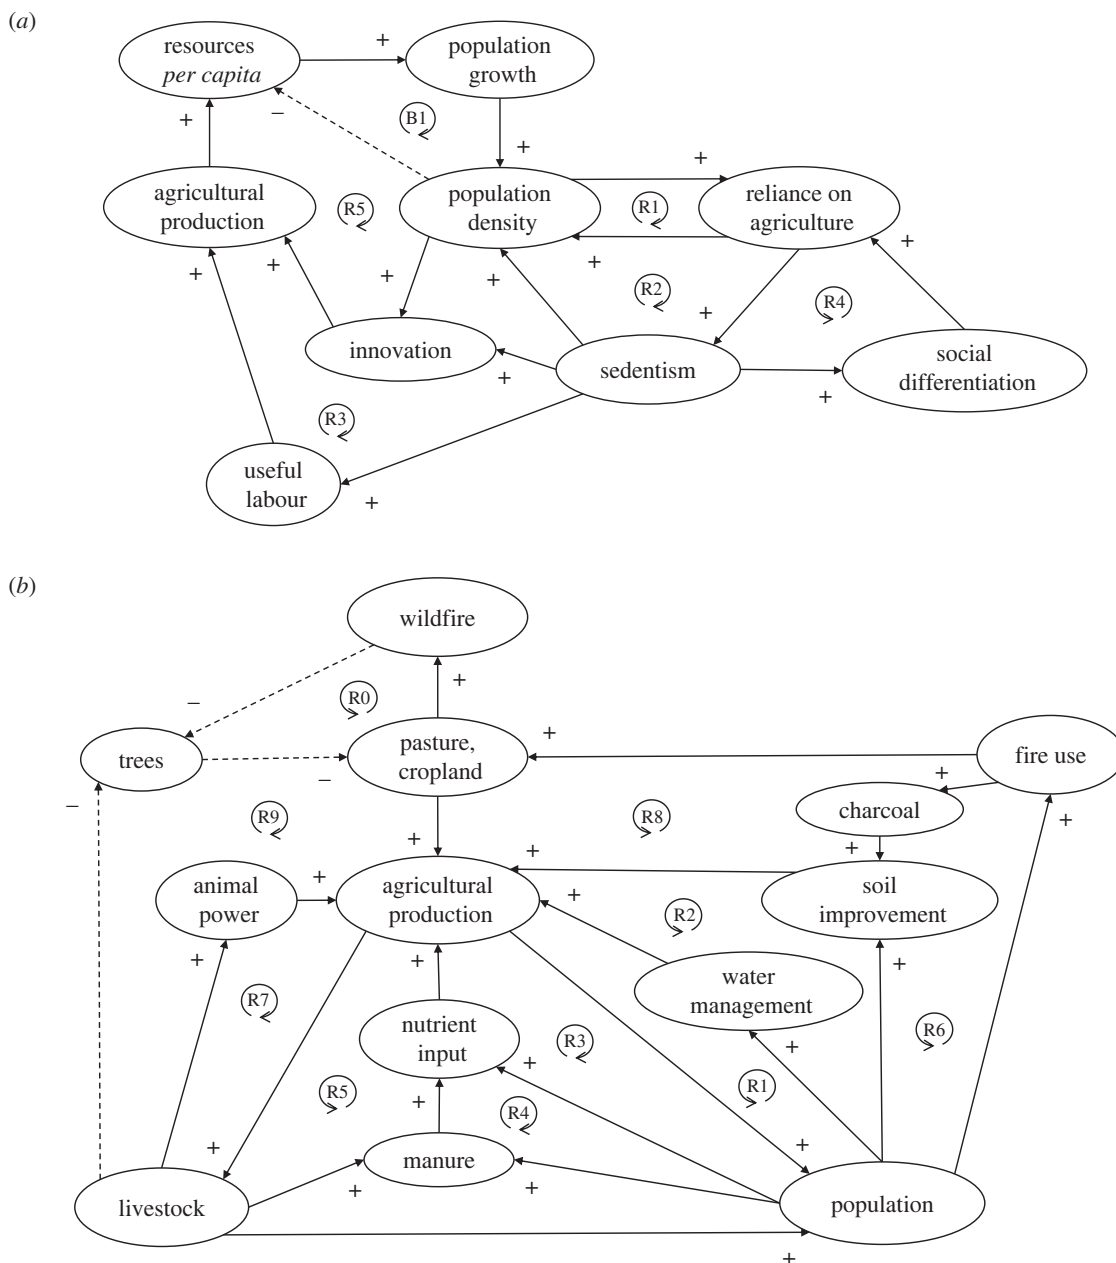 (a)
resources
per capita
+
population
growth
+
−
B1
+
+
agricultural
production
R5
population
density
R1
reliance on
agriculture
+
+
+
+
+
+
R2
R4
+
innovation
sedentism
social
differentiation
+
+
R3
useful
labour
+
(b)
wildfire
+
−
R0
trees
pasture,
cropland
+
fire use
−
−
+
charcoal
+
R9
R8
+
+
+
animal
power
+
agricultural
production
+
soil
improvement
R2
+
+
+
water
management
R7
nutrient
input
R3
+
+
R6
R5
+
R4
R1
+
manure
+
+
+
livestock
population
+